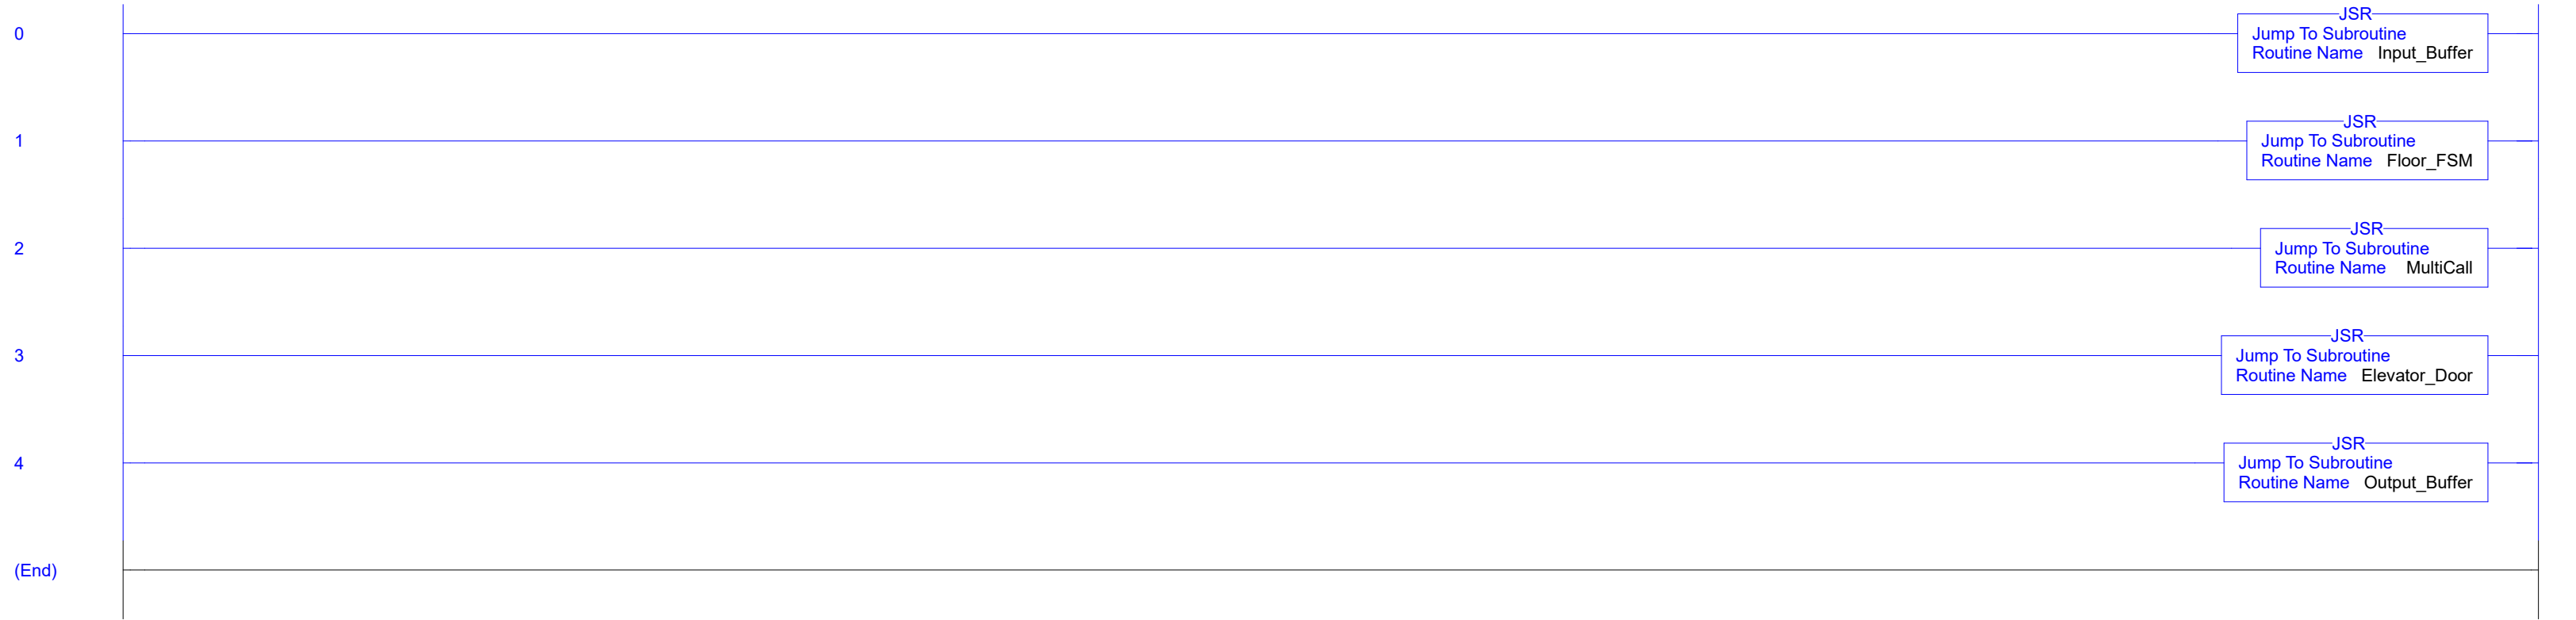 JSR
0
Jump To Subroutine
Routine Name Input_Buffer
JSR
1
Jump To Subroutine
Routine Name Floor_FSM
JSR
2
Jump To Subroutine
Routine Name MultiCall
JSR
3
Jump To Subroutine
Routine Name Elevator_Door
JSR
4
Jump To Subroutine
Routine Name Output_Buffer
(End)